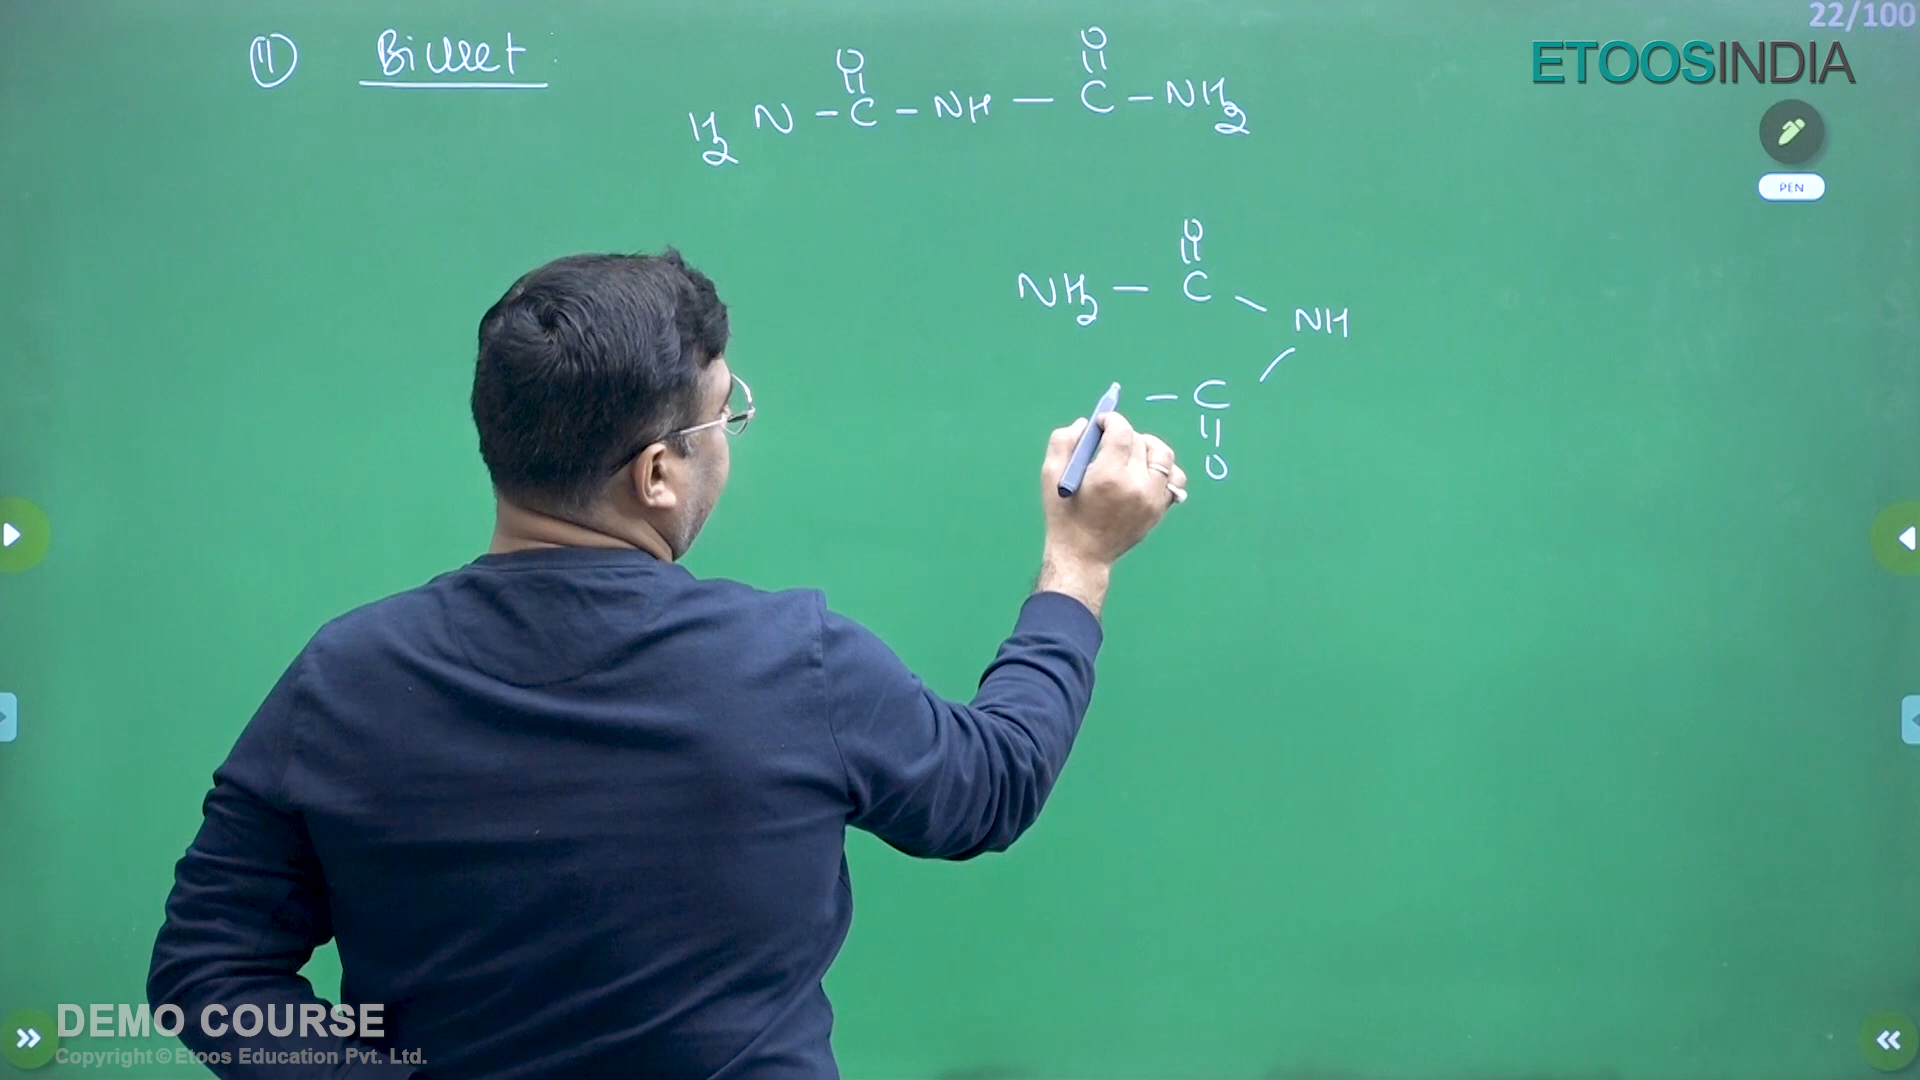 22/100
ETOOSINDIA
PEN
11 Biuret
H2N - C - NH - C - NH2
O O
O
NH2 - C
NH
- C
O
DEMO COURSE
Copyright © Etoos Education Pvt. Ltd.